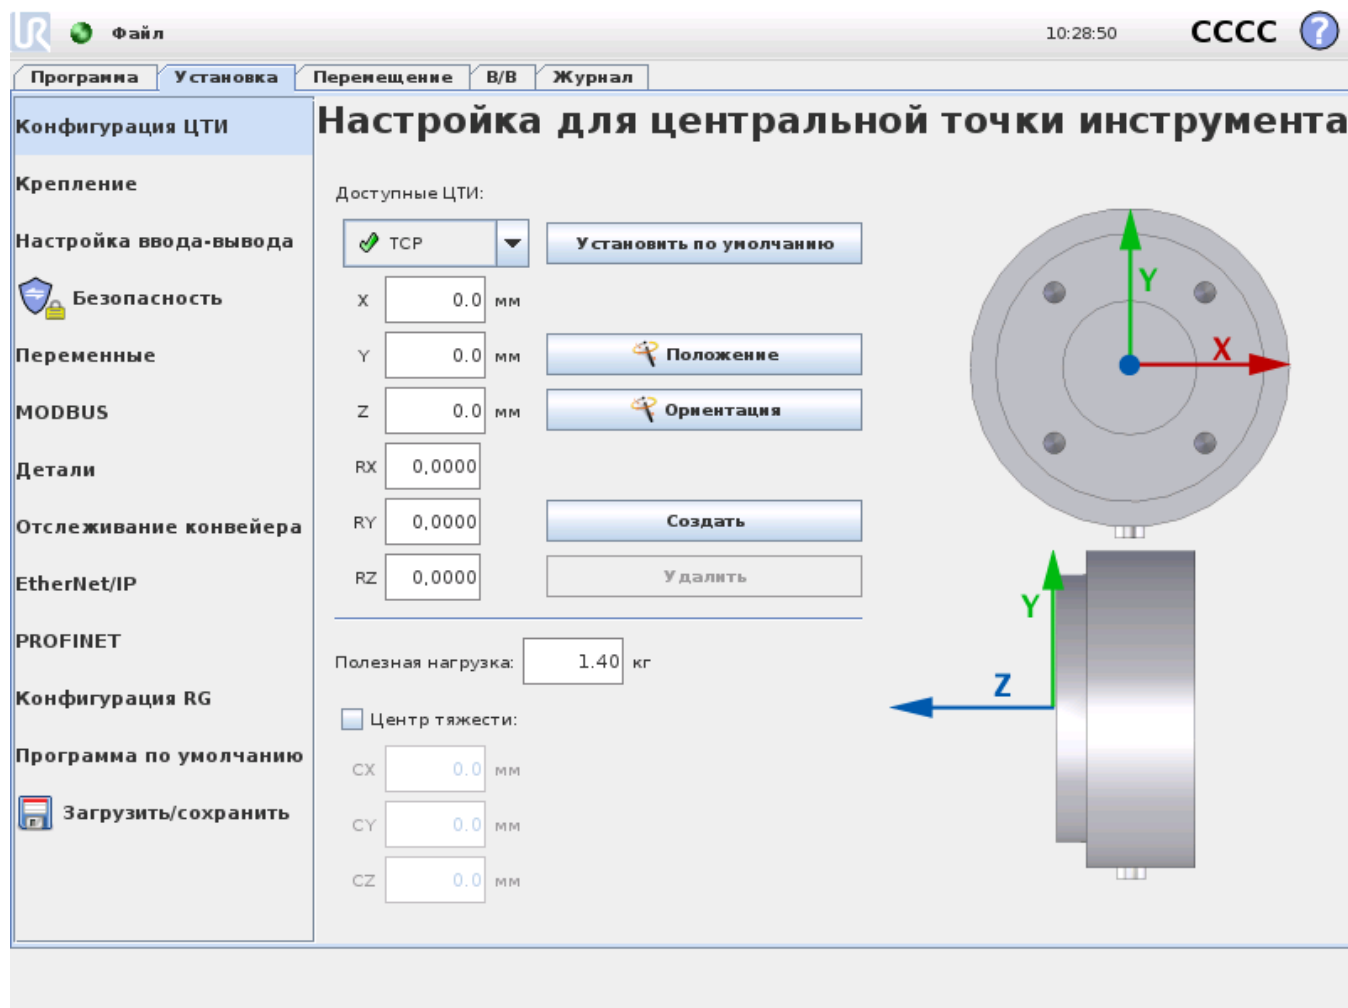 UR Файл 10:28:50 CCCC ?
Программа Установка Перемещение В/В Журнал
Конфигурация ЦТИ
Крепление
Настройка ввода-вывода
Безопасность
Переменные
MODBUS
Детали
Отслеживание конвейера
EtherNet/IP
PROFINET
Конфигурация RG
Программа по умолчанию
Загрузить/сохранить
Настройка для центральной точки инструмента
Доступные ЦТИ:
TCP Установить по умолчанию
X 0.0 мм
Y 0.0 мм Положение
Z 0.0 мм Ориентация
RX 0,0000
RY 0,0000 Создать
RZ 0,0000 Удалить
Полезная нагрузка: 1.40 кг
Центр тяжести:
CX 0.0 мм
CY 0.0 мм
CZ 0.0 мм
Y
X
Y
Z